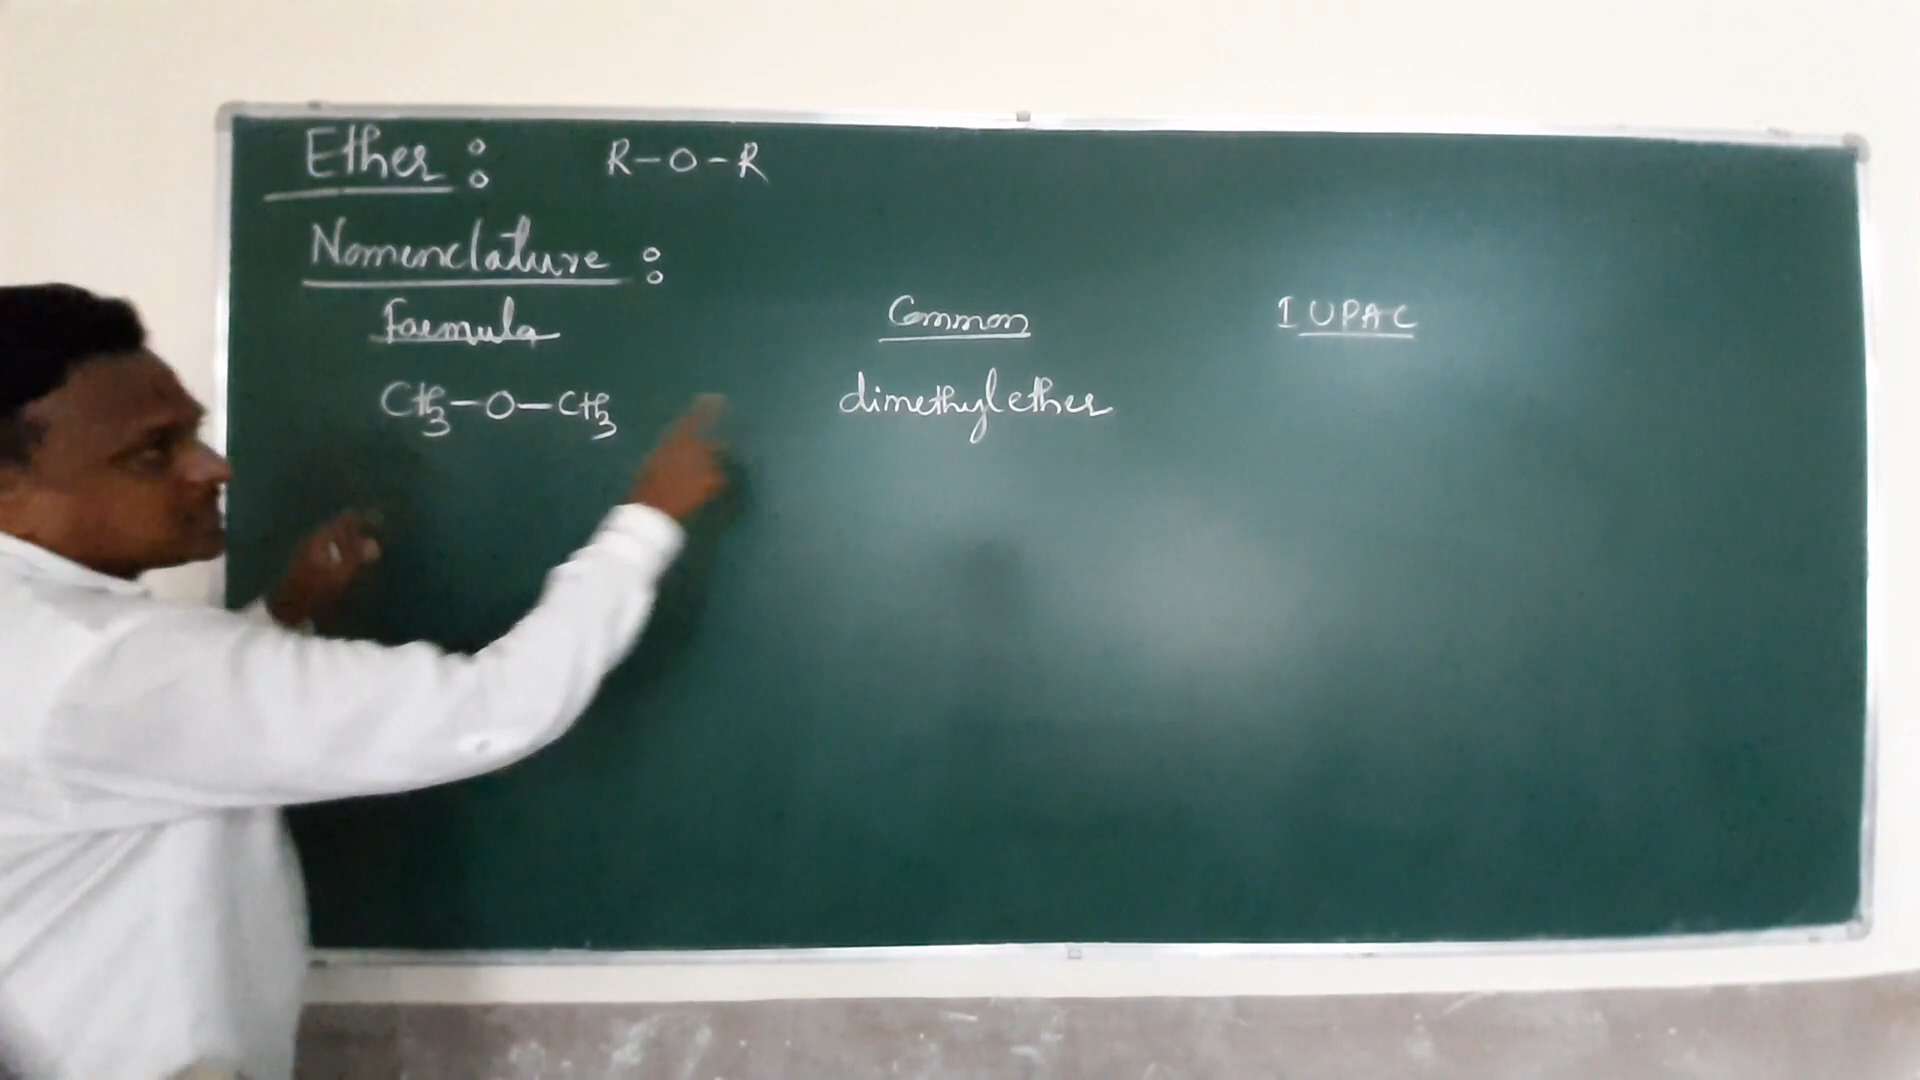 Ether : R-O-R
Nomenclature :
Formula Common IUPAC
CH3-O-CH3 dimethylether